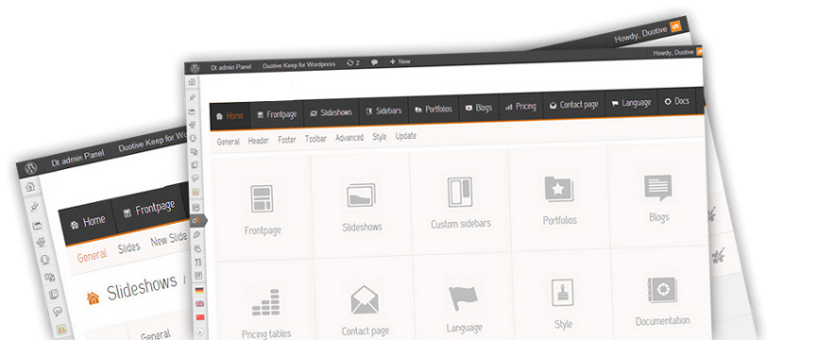 Howdy, Duotive
Dt admin Panel Duotive Keep for Wordpress 2 + New Howdy, Duotive
Home Frontpage Slideshows Sidebars Portfolios Blogs Pricing Contact page Language Docs
General Header Footer Toolbar Advanced Style Update
Frontpage Slideshows Custom sidebars Portfolios Blogs
Pricing tables Contact page Language Style Documentation
Dt admin Panel Duotive Keep for Wo
Home Frontpage
General Slides New Slide
Slideshows /
General